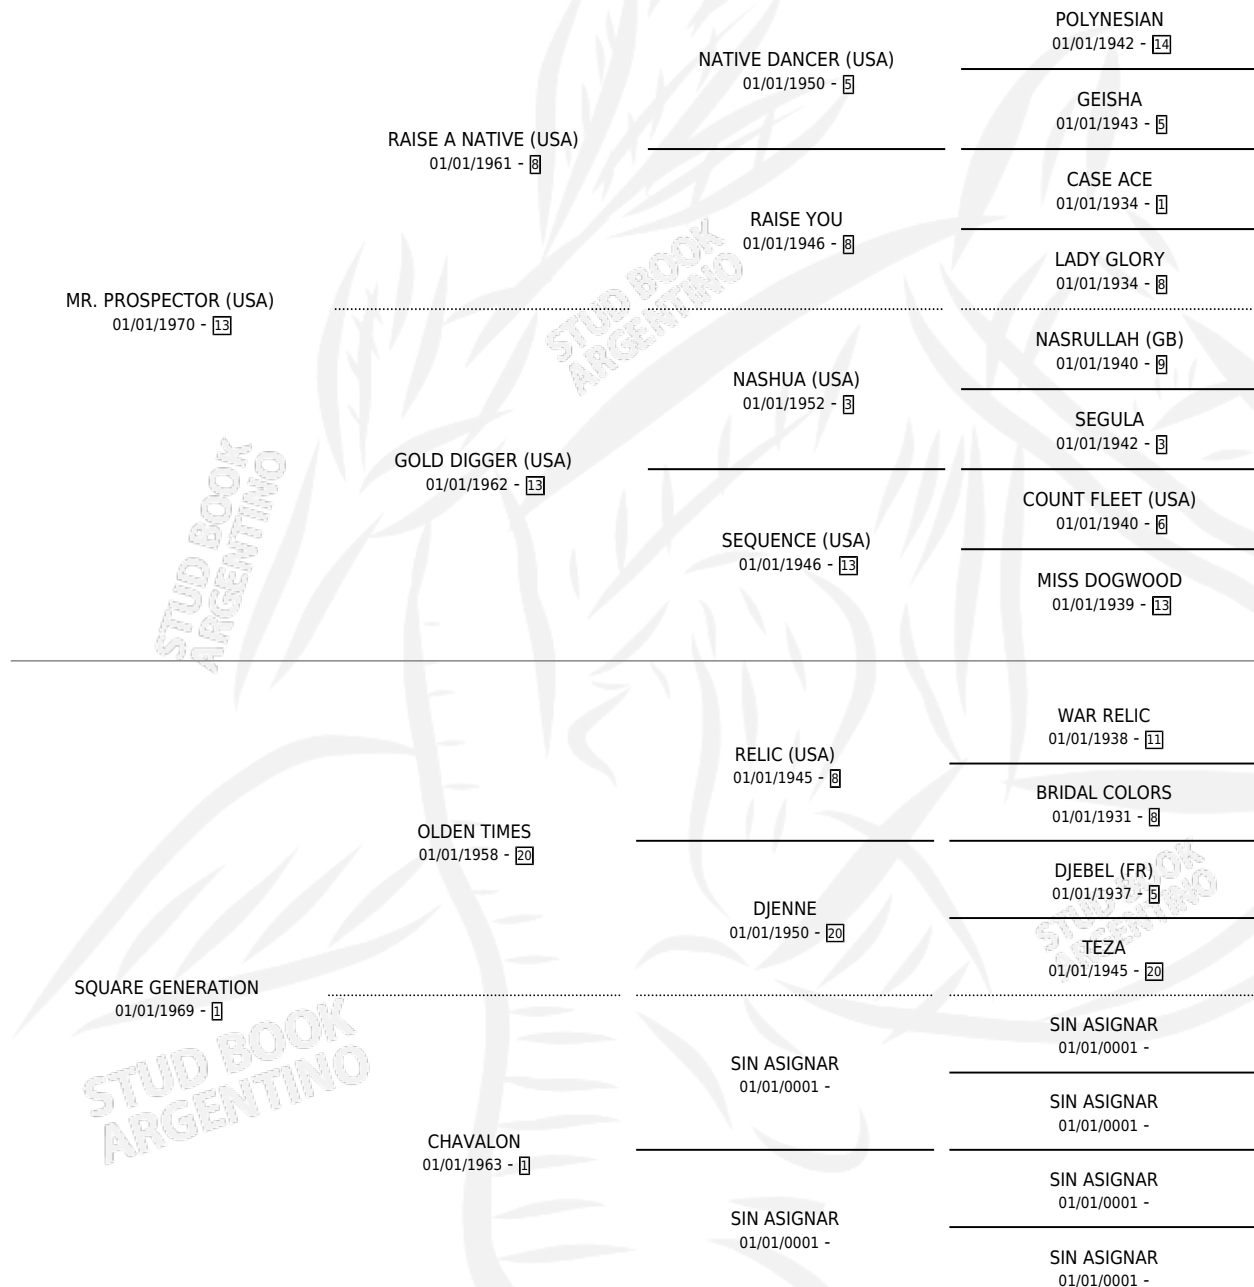 POLYNESIAN
01/01/1942 - 14
NATIVE DANCER (USA)
01/01/1950 - 5
GEISHA
01/01/1943 - 5
RAISE A NATIVE (USA)
01/01/1961 - 8
CASE ACE
01/01/1934 - 1
RAISE YOU
01/01/1946 - 8
LADY GLORY
01/01/1934 - 8
MR. PROSPECTOR (USA)
01/01/1970 - 13
NASRULLAH (GB)
01/01/1940 - 9
NASHUA (USA)
01/01/1952 - 3
SEGULA
01/01/1942 - 3
GOLD DIGGER (USA)
01/01/1962 - 13
COUNT FLEET (USA)
01/01/1940 - 6
SEQUENCE (USA)
01/01/1946 - 13
MISS DOGWOOD
01/01/1939 - 13
WAR RELIC
01/01/1938 - 11
RELIC (USA)
01/01/1945 - 8
BRIDAL COLORS
01/01/1931 - 8
OLDEN TIMES
01/01/1958 - 20
DJEBEL (FR)
01/01/1937 - 5
DJENNE
01/01/1950 - 20
TEZA
01/01/1945 - 20
SQUARE GENERATION
01/01/1969 - 1
SIN ASIGNAR
01/01/0001 -
SIN ASIGNAR
01/01/0001 -
SIN ASIGNAR
01/01/0001 -
CHAVALON
01/01/1963 - 1
SIN ASIGNAR
01/01/0001 -
SIN ASIGNAR
01/01/0001 -
SIN ASIGNAR
01/01/0001 -
STUD BOOK
ARGENTINO
STUD BOOK
ARGENTINO
STUD BOOK
ARGENTINO
STUD BOOK
ARGENTINO